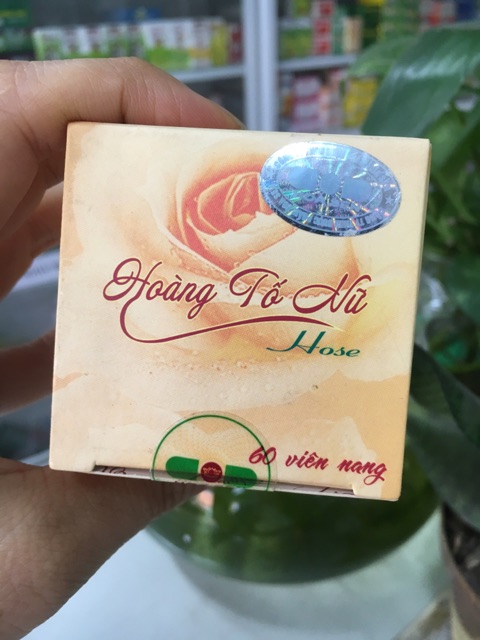 Hoàng Tố Nữ
Hose
60 viên nang